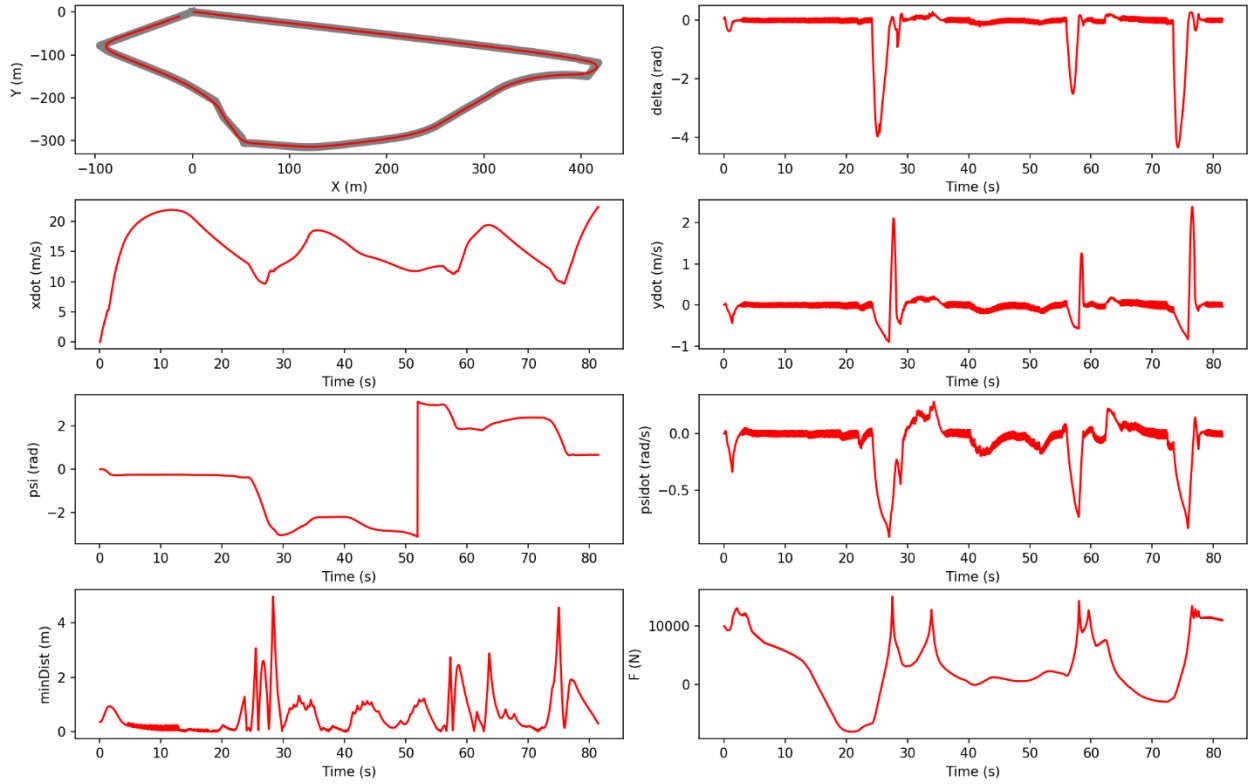 0
−100
−200
−300
Y (m)
−100 0 100 200 300 400
X (m)
0
−2
−4
delta (rad)
0 10 20 30 40 50 60 70 80
Time (s)
20
15
10
5
0
xdot (m/s)
0 10 20 30 40 50 60 70 80
Time (s)
2
1
0
−1
ydot (m/s)
0 10 20 30 40 50 60 70 80
Time (s)
2
0
−2
psi (rad)
0 10 20 30 40 50 60 70 80
Time (s)
0.0
−0.5
psidot (rad/s)
0 10 20 30 40 50 60 70 80
Time (s)
4
2
0
minDist (m)
0 10 20 30 40 50 60 70 80
Time (s)
10000
0
F (N)
0 10 20 30 40 50 60 70 80
Time (s)